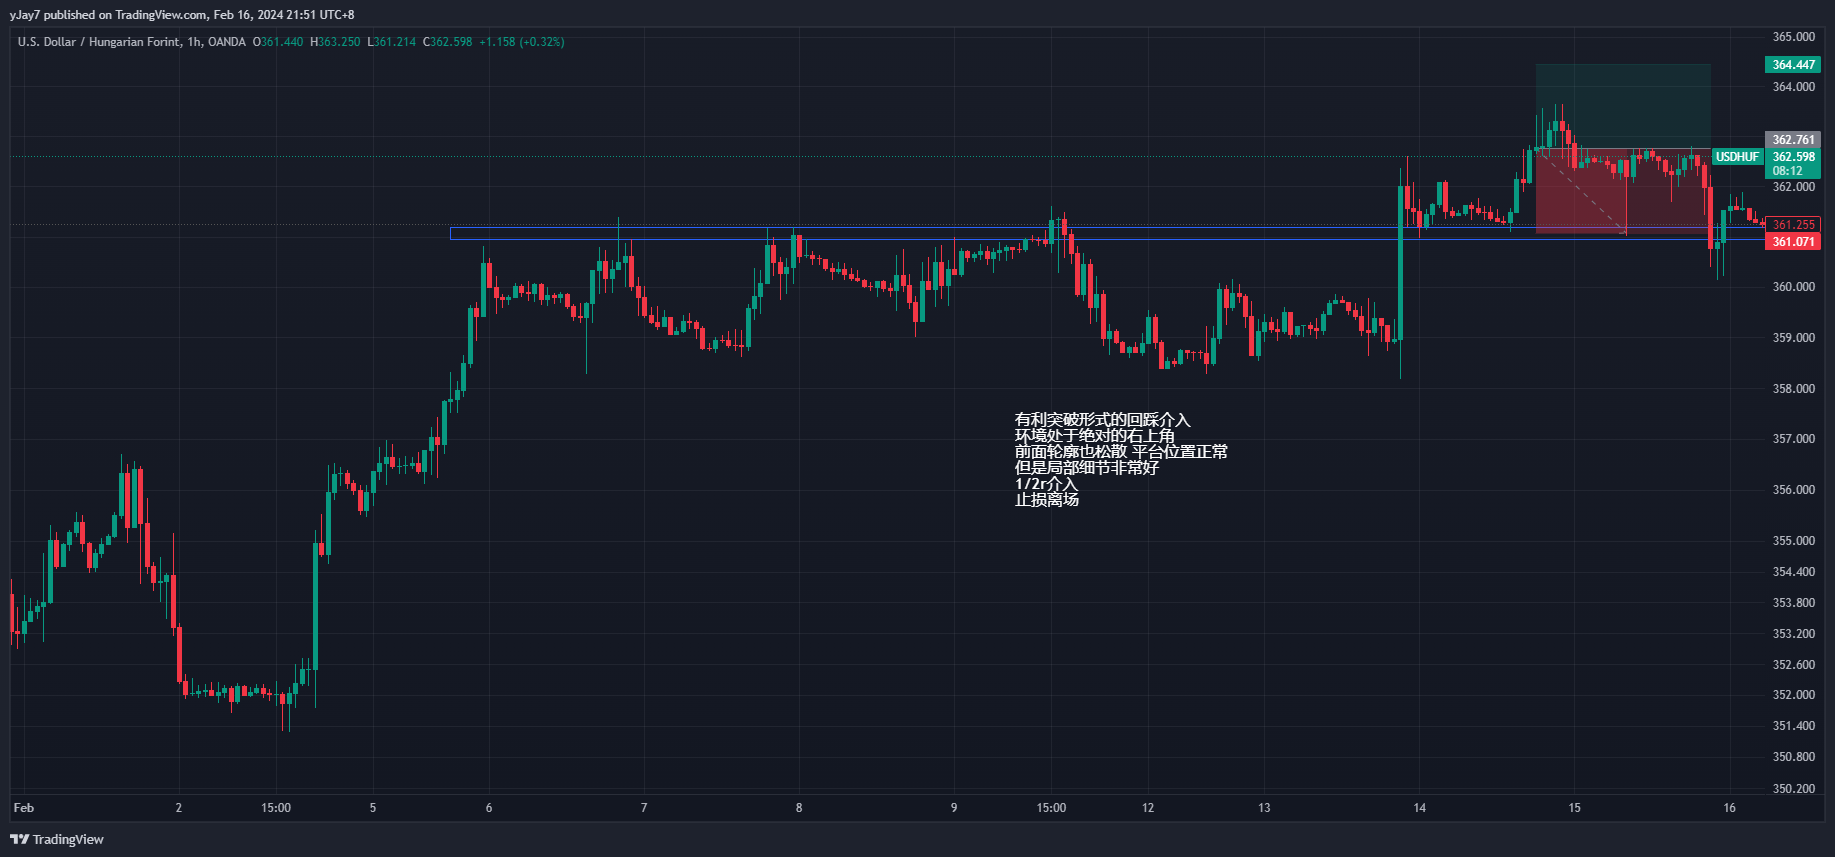 yJay7 published on TradingView.com, Feb 16, 2024 21:51 UTC+8
U.S. Dollar / Hungarian Forint, 1h, OANDA O361.440 H363.250 L361.214 C362.598 +1.158 (+0.32%)
365.000
364.447
364.000
362.761
USDHUF 362.598
08:12
362.000
361.255
361.071
360.000
359.000
358.000
357.000
356.000
355.000
354.400
353.800
353.200
352.600
352.000
351.400
350.800
350.200
有利突破形式的回踩介入
环境处于绝对的右上角
前面轮廓也松散 平台位置正常
但是局部细节非常好
1/2r介入
止损离场
Feb 2 15:00 5 6 7 8 9 15:00 12 13 14 15 16
TradingView